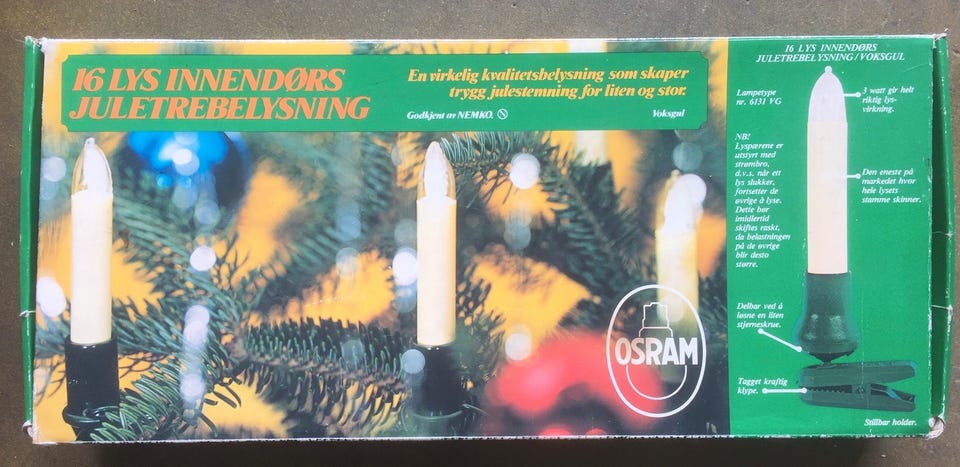 16 LYS INNENDØRS
JULETREBELYSNING
En virkelig kvalitetsbelysning som skaper
trygg julestemning for liten og stor.
Godkjent av NEMKO.
Voksgul
OSRAM
16 LYS INNENDØRS
JULETREBELYSNING/VOKSGUL
Lampetype
nr. 6131 VG
3 watt gir helt
riktig lys-
virkning.
NB!
Lyspærene er
utstyrt med
strømbro,
d.v.s. når ett
lys slukker,
fortsetter de
øvrige å lyse.
Dette bør
imidlertid
skiftes raskt,
da belastningen
på de øvrige
blir desto
større.
Den eneste på
markedet hvor
hele lysets
stamme skinner.
Delbar ved å
løsne en liten
stjerneskrue.
Tagget kraftig
klype.
Stillbar holder.